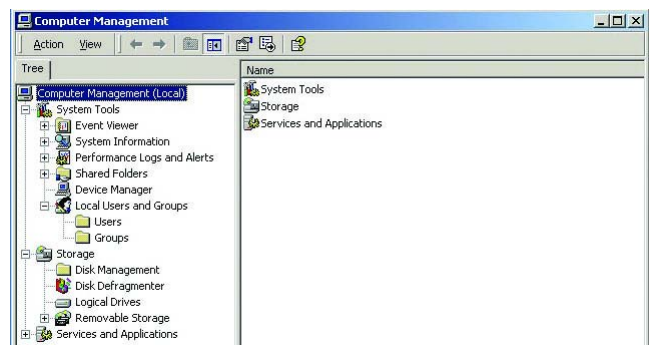 Computer Management
Action View
Tree
Name
Computer Management (Local)
System Tools
Event Viewer
System Information
Performance Logs and Alerts
Shared Folders
Device Manager
Local Users and Groups
Users
Groups
Storage
Disk Management
Disk Defragmenter
Logical Drives
Removable Storage
Services and Applications
System Tools
Storage
Services and Applications